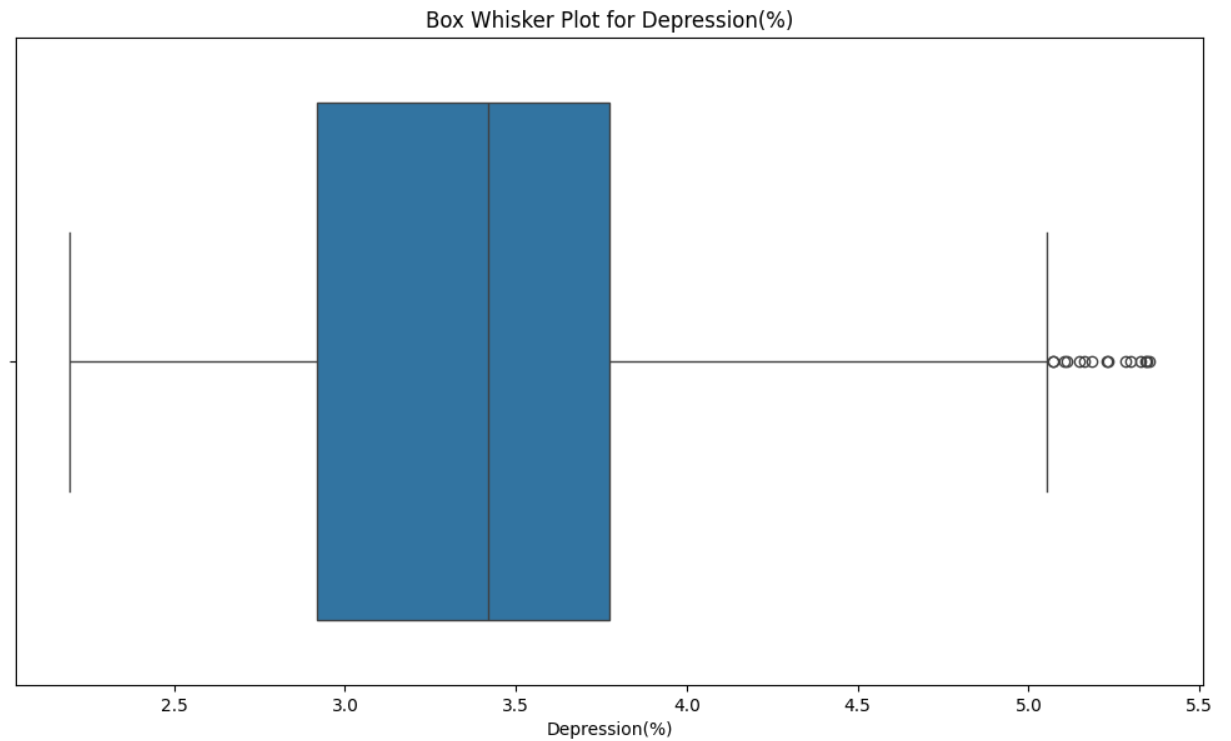 Box Whisker Plot for Depression(%)
2.5 3.0 3.5 4.0 4.5 5.0 5.5
Depression(%)